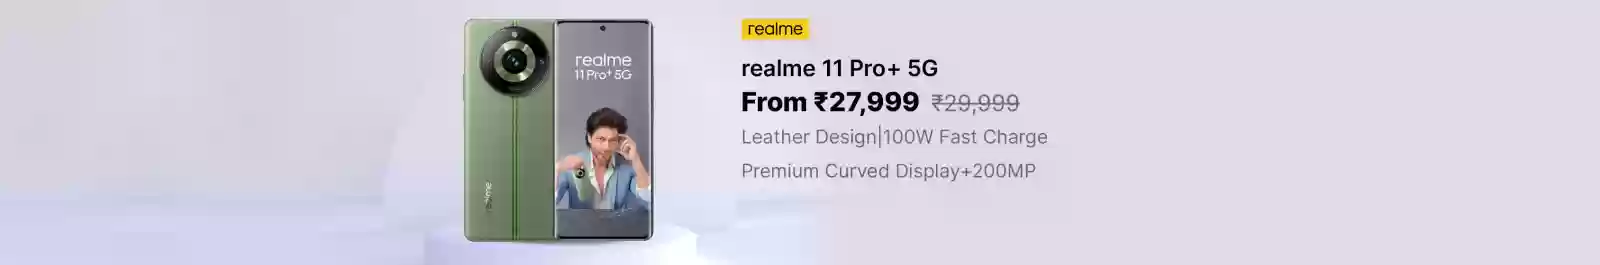 realme
realme 11 Pro+ 5G
From ₹27,999 ₹29,999
Leather Design|100W Fast Charge
Premium Curved Display+200MP
realme
11 Pro+ 5G
realme